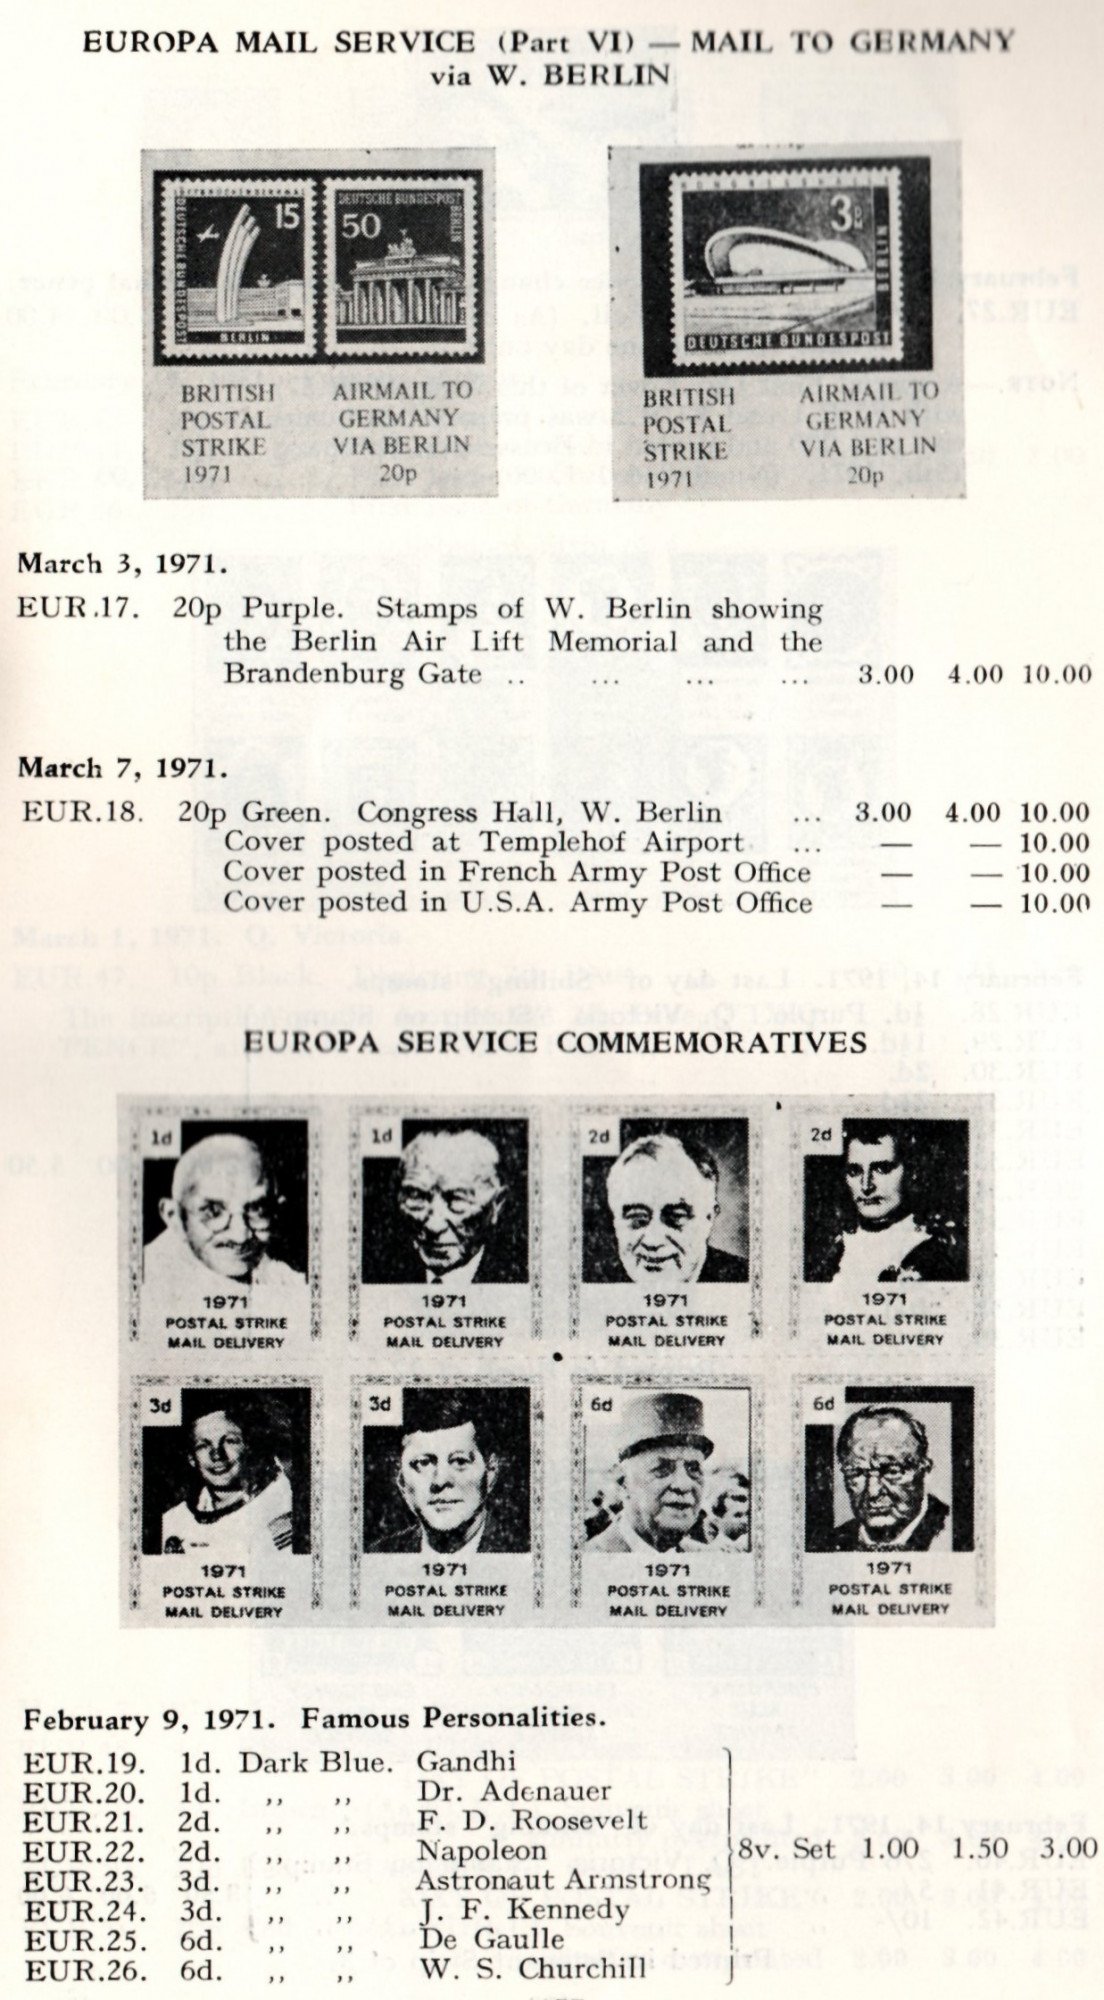 EUROPA MAIL SERVICE (Part VI) — MAIL TO GERMANY
via W. BERLIN
15
DEUTSCHE BUNDESPOST
BERLIN
DEUTSCHE BUNDESPOST
BERLIN
50
KONGRESSHALLE
3
BERLIN
DEUTSCHE BUNDESPOST
BRITISH AIRMAIL TO
POSTAL GERMANY
STRIKE VIA BERLIN
1971 20p
BRITISH AIRMAIL TO
POSTAL GERMANY
STRIKE VIA BERLIN
1971 20p
March 3, 1971.
EUR.17. 20p Purple. Stamps of W. Berlin showing
the Berlin Air Lift Memorial and the
Brandenburg Gate .. ... ... ... 3.00 4.00 10.00
March 7, 1971.
EUR.18. 20p Green. Congress Hall, W. Berlin ... 3.00 4.00 10.00
Cover posted at Templehof Airport ... — — 10.00
Cover posted in French Army Post Office — — 10.00
Cover posted in U.S.A. Army Post Office — — 10.00
EUROPA SERVICE COMMEMORATIVES
1d 1d 2d 2d
1971 1971 1971 1971
POSTAL STRIKE POSTAL STRIKE POSTAL STRIKE POSTAL STRIKE
MAIL DELIVERY MAIL DELIVERY MAIL DELIVERY MAIL DELIVERY
3d 3d 6d 6d
1971 1971 1971 1971
POSTAL STRIKE POSTAL STRIKE POSTAL STRIKE POSTAL STRIKE
MAIL DELIVERY MAIL DELIVERY MAIL DELIVERY MAIL DELIVERY
February 9, 1971. Famous Personalities.
EUR.19. 1d. Dark Blue. Gandhi
EUR.20. 1d. ,, ,, Dr. Adenauer
EUR.21. 2d. ,, ,, F. D. Roosevelt
EUR.22. 2d. ,, ,, Napoleon 8v. Set 1.00 1.50 3.00
EUR.23. 3d. ,, ,, Astronaut Armstrong
EUR.24. 3d. ,, ,, J. F. Kennedy
EUR.25. 6d. ,, ,, De Gaulle
EUR.26. 6d. ,, ,, W. S. Churchill